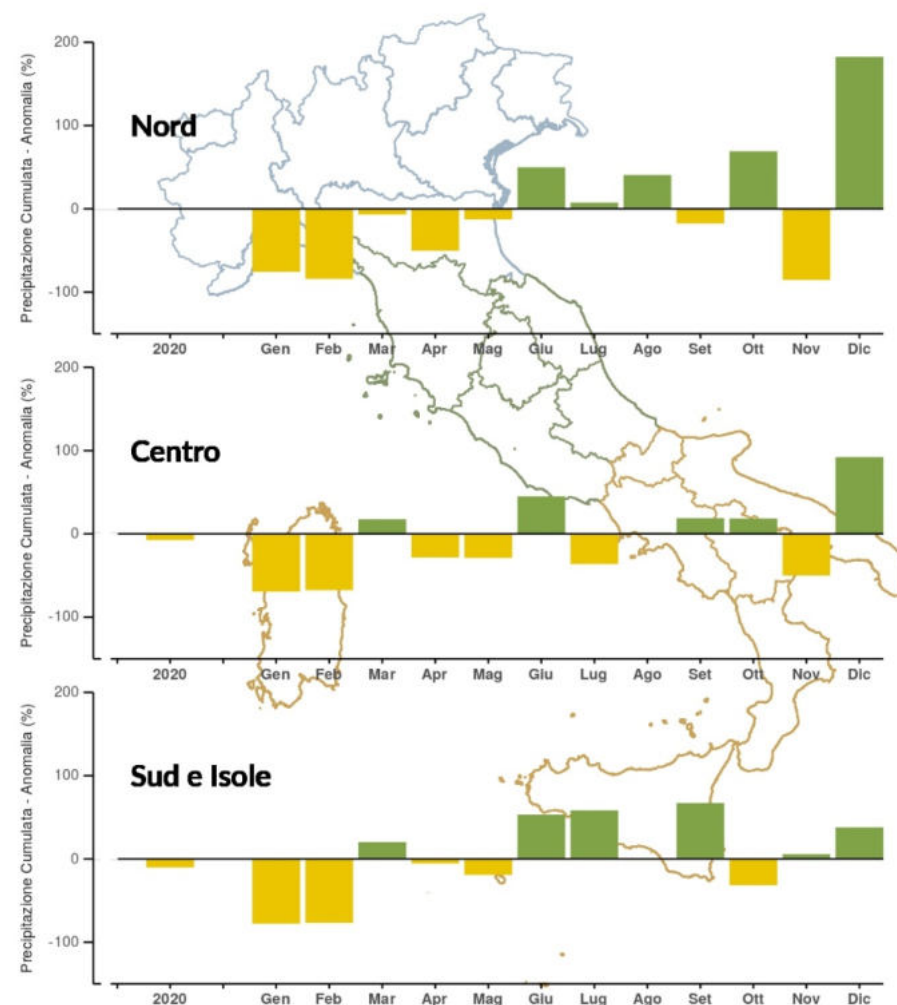 Precipitazione Cumulata - Anomalia (%)
200
100
0
-100
Nord
2020 Gen Feb Mar Apr Mag Giu Lug Ago Set Ott Nov Dic
Precipitazione Cumulata - Anomalia (%)
200
100
0
-100
Centro
2020 Gen Feb Mar Apr Mag Giu Lug Ago Set Ott Nov Dic
Precipitazione Cumulata - Anomalia (%)
200
100
0
-100
Sud e Isole
2020 Gen Feb Mar Apr Mag Giu Lug Ago Set Ott Nov Dic